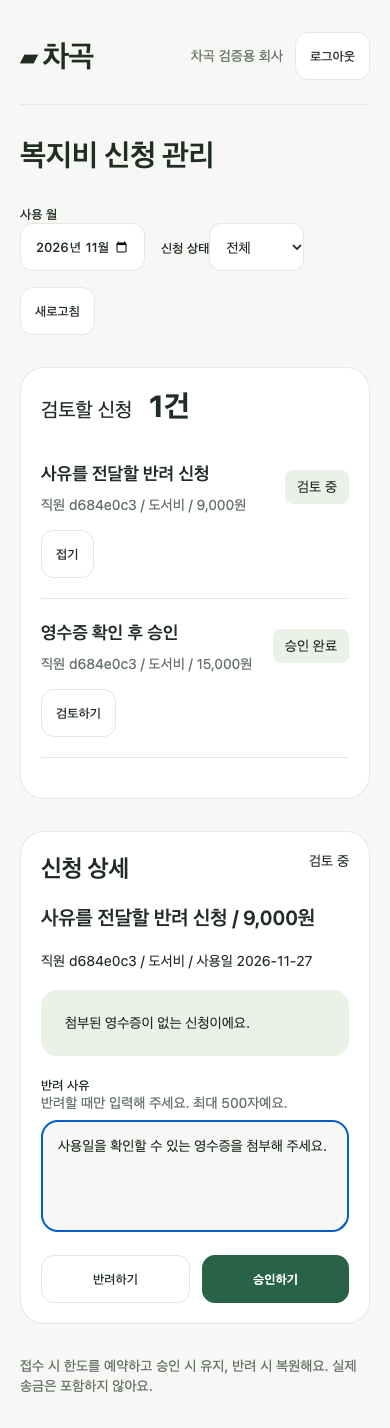 차곡
차곡 검증용 회사
로그아웃
복지비 신청 관리
사용 월
2026년 11월
신청 상태
전체
새로고침
검토할 신청 1건
사유를 전달할 반려 신청
직원 d684e0c3 / 도서비 / 9,000원
검토 중
접기
영수증 확인 후 승인
직원 d684e0c3 / 도서비 / 15,000원
승인 완료
검토하기
신청 상세
검토 중
사유를 전달할 반려 신청 / 9,000원
직원 d684e0c3 / 도서비 / 사용일 2026-11-27
첨부된 영수증이 없는 신청이에요.
반려 사유
반려할 때만 입력해 주세요. 최대 500자예요.
사용일을 확인할 수 있는 영수증을 첨부해 주세요.
반려하기
승인하기
접수 시 한도를 예약하고 승인 시 유지, 반려 시 복원해요. 실제
송금은 포함하지 않아요.